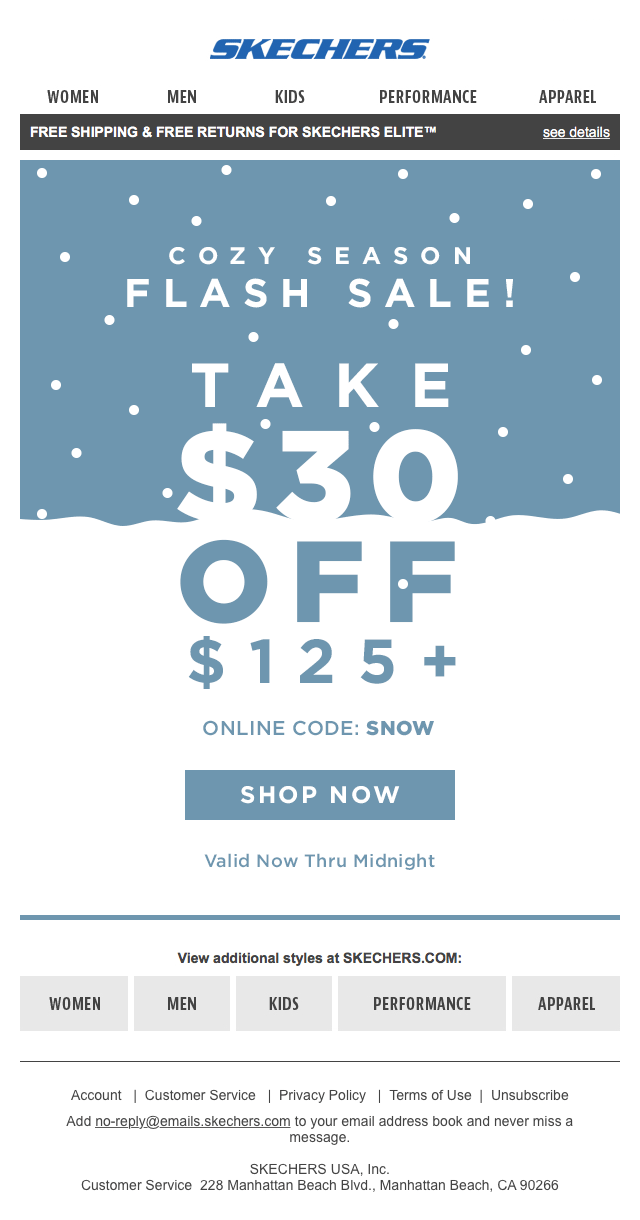 SKECHERS
WOMEN MEN KIDS PERFORMANCE APPAREL
FREE SHIPPING & FREE RETURNS FOR SKECHERS ELITE™ see details
COZY SEASON
FLASH SALE!
TAKE
$30
OFF
$125+
ONLINE CODE: SNOW
SHOP NOW
Valid Now Thru Midnight
View additional styles at SKECHERS.COM:
WOMEN MEN KIDS PERFORMANCE APPAREL
Account | Customer Service | Privacy Policy | Terms of Use | Unsubscribe
Add no-reply@emails.skechers.com to your email address book and never miss a
message.
SKECHERS USA, Inc.
Customer Service 228 Manhattan Beach Blvd., Manhattan Beach, CA 90266